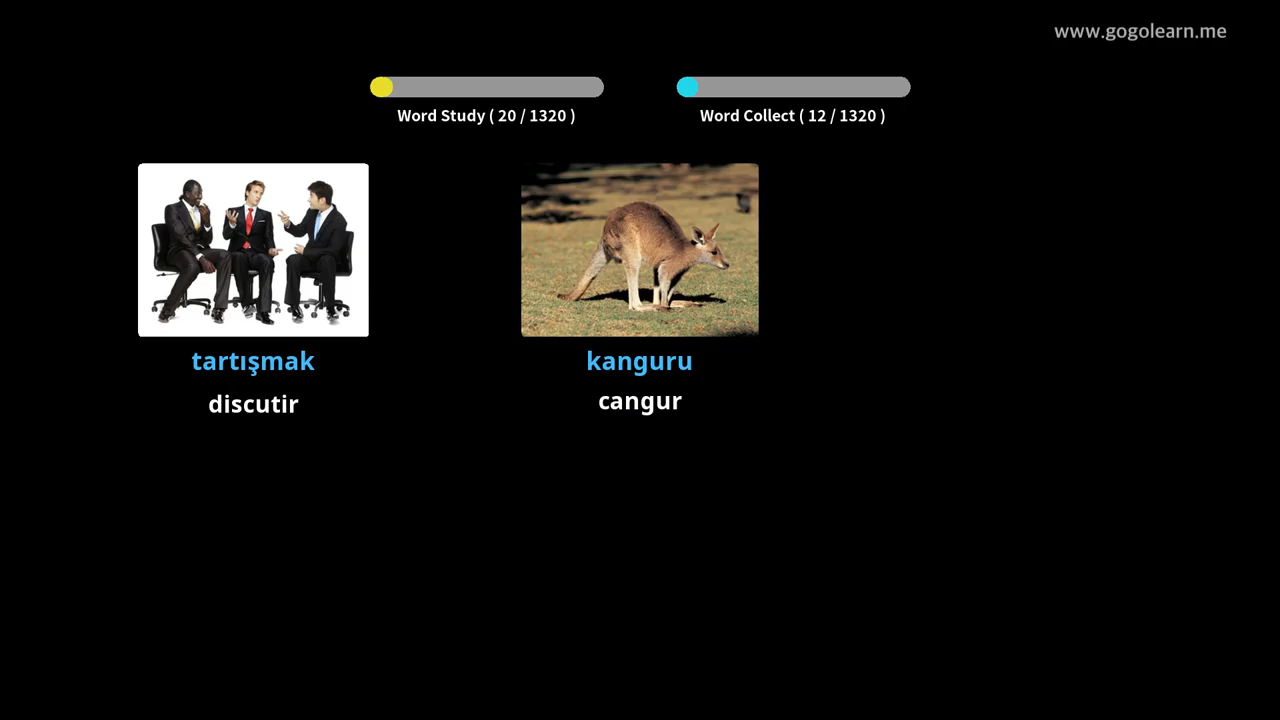 www.gogolearn.me
Word Study ( 20 / 1320 )
Word Collect ( 12 / 1320 )
tartışmak
discutir
kanguru
cangur